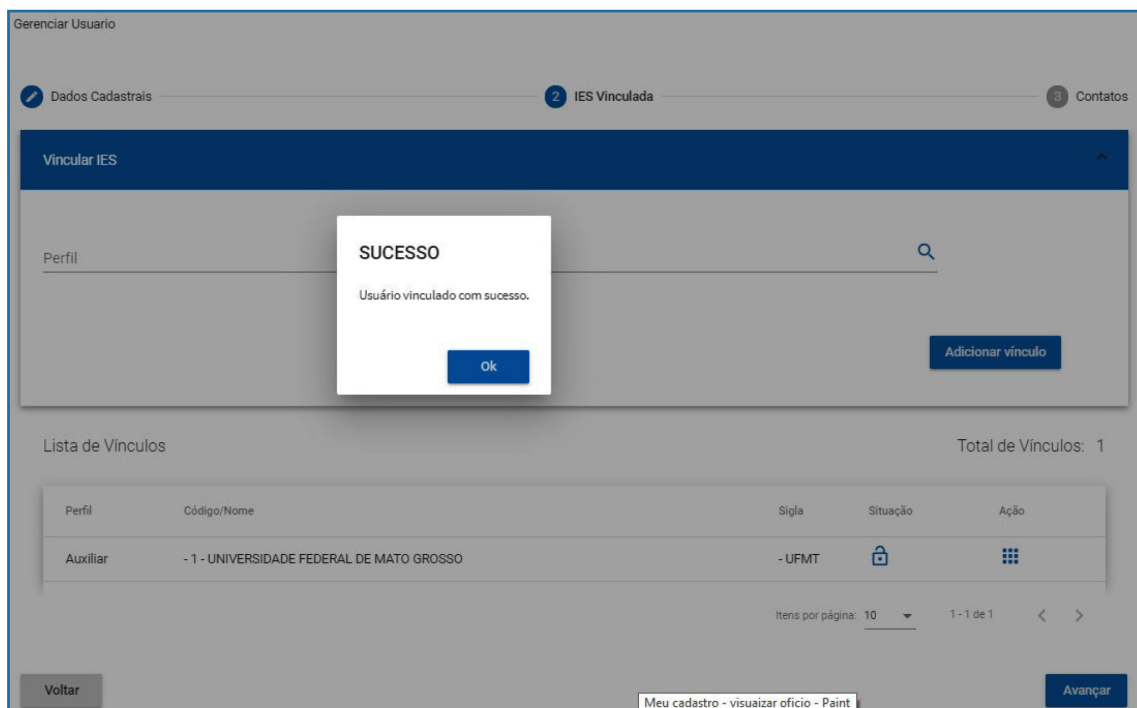 Gerenciar Usuario
Dados Cadastrais 2 IES Vinculada 3 Contatos
Vincular IES
Perfil
SUCESSO
Usuário vinculado com sucesso.
Ok
Adicionar vínculo
Lista de Vínculos Total de Vínculos: 1
Perfil Código/Nome Sigla Situação Ação
Auxiliar - 1 - UNIVERSIDADE FEDERAL DE MATO GROSSO - UFMT
Itens por página: 10 1 - 1 de 1
Voltar Avançar
Meu cadastro - visuaizar oficio - Paint